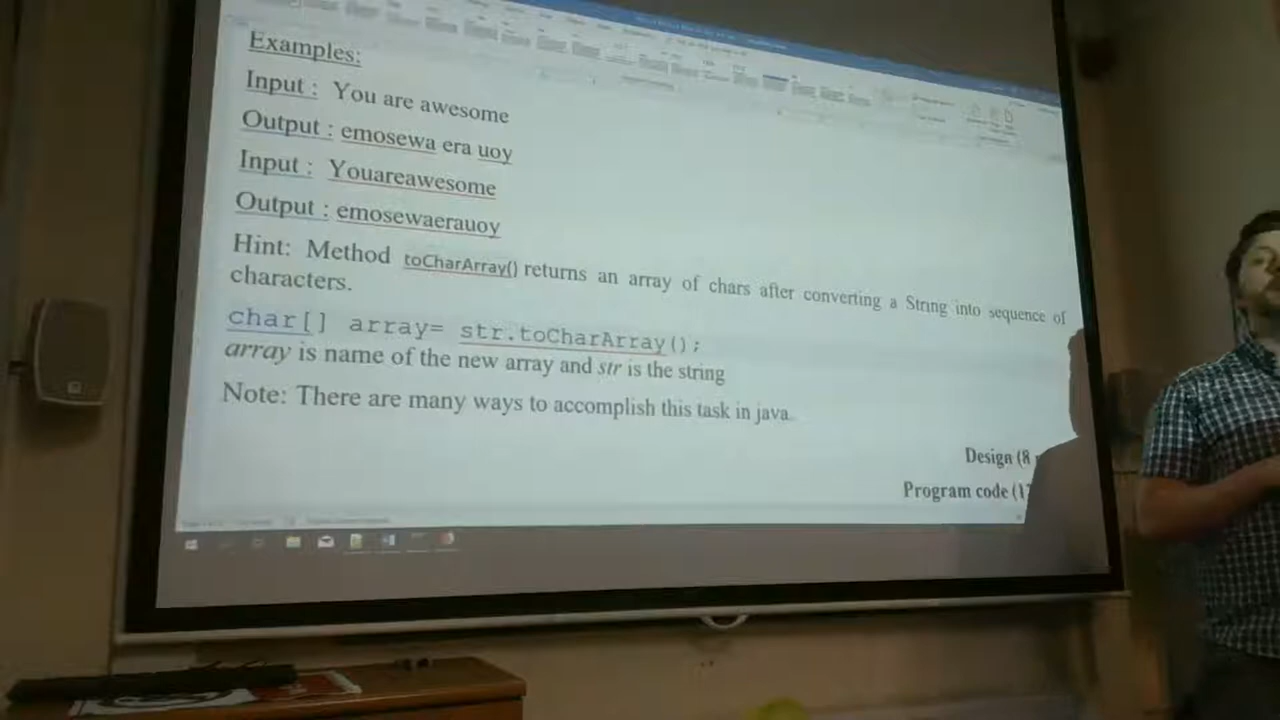 Examples:
Input : You are awesome
Output : emosewa era uoy
Input : Youareawesome
Output : emosewaerauoy
Hint: Method toCharArray() returns an array of chars after converting a String into sequence of
characters.
char[] array= str.toCharArray();
array is name of the new array and str is the string
Note: There are many ways to accomplish this task in java.
Design (8
Program code (1